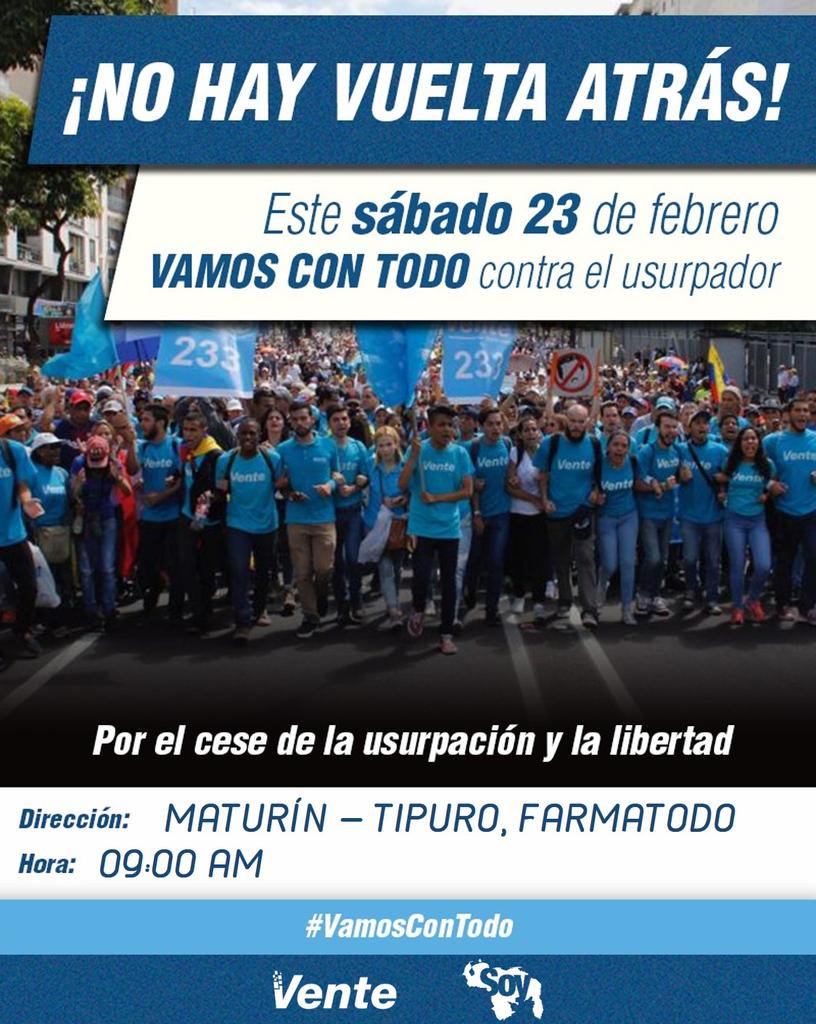 ¡NO HAY VUELTA ATRÁS!
Este sábado 23 de febrero
VAMOS CON TODO contra el usurpador
233
233
Vente
Vente
Vente
Vente
Vente
Vente
Vente
Vente
Vente
Vente
Por el cese de la usurpación y la libertad
Dirección: MATURÍN – TIPURO, FARMATODO
Hora: 09:00 AM
#VamosConTodo
Vente
Soy